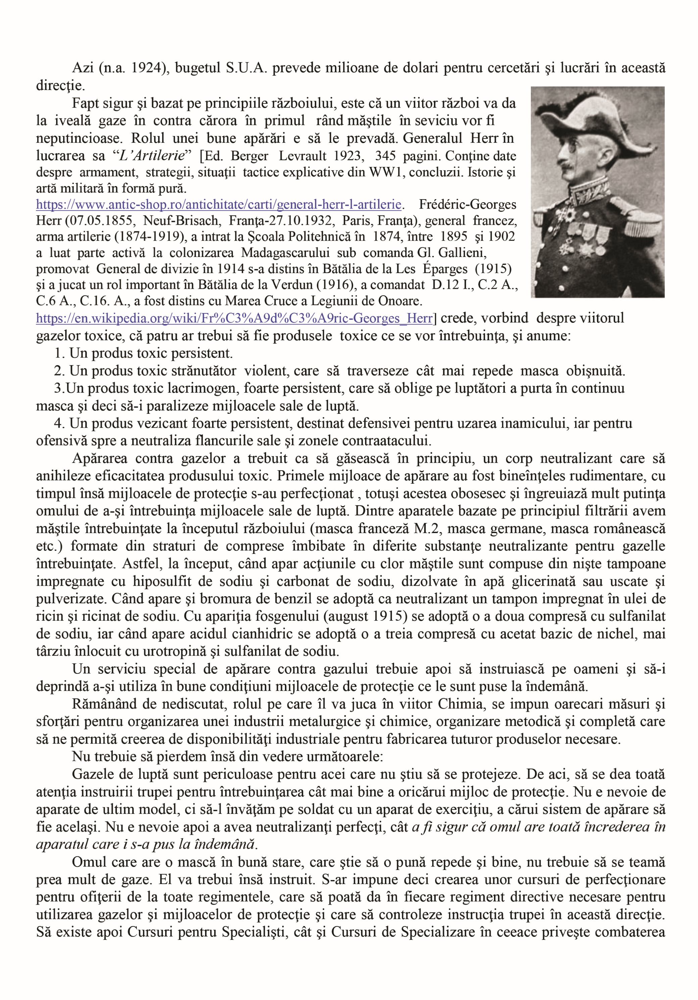 Azi (n.a. 1924), bugetul S.U.A. prevede milioane de dolari pentru cercetări şi lucrări în această
direcţie.
Fapt sigur şi bazat pe principiile războiului, este că un viitor război va da
la iveală gaze în contra cărora în primul rând măştile în seviciu vor fi
neputincioase. Rolul unei bune apărări e să le prevadă. Generalul Herr în
lucrarea sa “L’Artilerie” [Ed. Berger Levrault 1923, 345 pagini. Conţine date
despre armament, strategii, situaţii tactice explicative din WW1, concluzii. Istorie şi
artă militară în formă pură.
https://www.antic-shop.ro/antichitate/carti/general-herr-l-artilerie. Frédéric-Georges
Herr (07.05.1855, Neuf-Brisach, Franţa-27.10.1932, Paris, Franţa), general francez,
arma artilerie (1874-1919), a intrat la Şcoala Politehnică în 1874, între 1895 şi 1902
a luat parte activă la colonizarea Madagascarului sub comanda Gl. Gallieni,
promovat General de divizie în 1914 s-a distins în Bătălia de la Les Éparges (1915)
şi a jucat un rol important în Bătălia de la Verdun (1916), a comandat D.12 I., C.2 A.,
C.6 A., C.16. A., a fost distins cu Marea Cruce a Legiunii de Onoare.
https://en.wikipedia.org/wiki/Fr%C3%A9d%C3%A9ric-Georges_Herr] crede, vorbind despre viitorul
gazelor toxice, că patru ar trebui să fie produsele toxice ce se vor întrebuinţa, şi anume:
1. Un produs toxic persistent.
2. Un produs toxic strănutător violent, care să traverseze cât mai repede masca obişnuită.
3.Un produs toxic lacrimogen, foarte persistent, care să oblige pe luptători a purta în continuu
masca şi deci să-i paralizeze mijloacele sale de luptă.
4. Un produs vezicant foarte persistent, destinat defensivei pentru uzarea inamicului, iar pentru
ofensivă spre a neutraliza flancurile sale şi zonele contraatacului.
Apărarea contra gazelor a trebuit ca să găsească în principiu, un corp neutralizant care să
anihileze eficacitatea produsului toxic. Primele mijloace de apărare au fost bineînţeles rudimentare, cu
timpul însă mijloacele de protecţie s-au perfecţionat , totuşi acestea obosesec şi îngreuiază mult putinţa
omului de a-şi întrebuinţa mijloacele sale de luptă. Dintre aparatele bazate pe principiul filtrării avem
măştile întrebuinţate la începutul războiului (masca franceză M.2, masca germane, masca românească
etc.) formate din straturi de comprese îmbibate în diferite substanţe neutralizante pentru gazelle
întrebuinţate. Astfel, la început, când apar acţiunile cu clor măştile sunt compuse din nişte tampoane
impregnate cu hiposulfit de sodiu şi carbonat de sodiu, dizolvate în apă glicerinată sau uscate şi
pulverizate. Când apare şi bromura de benzil se adoptă ca neutralizant un tampon impregnat în ulei de
ricin şi ricinat de sodiu. Cu apariţia fosgenului (august 1915) se adoptă o a doua compresă cu sulfanilat
de sodiu, iar când apare acidul cianhidric se adoptă o a treia compresă cu acetat bazic de nichel, mai
târziu înlocuit cu urotropină şi sulfanilat de sodiu.
Un serviciu special de apărare contra gazului trebuie apoi să instruiască pe oameni şi să-i
deprindă a-şi utiliza în bune condiţiuni mijloacele de protecţie ce le sunt puse la îndemână.
Rămânând de nediscutat, rolul pe care îl va juca în viitor Chimia, se impun oarecari măsuri şi
sforţări pentru organizarea unei industrii metalurgice şi chimice, organizare metodică şi completă care
să ne permită creerea de disponibilităţi industriale pentru fabricarea tuturor produselor necesare.
Nu trebuie să pierdem însă din vedere următoarele:
Gazele de luptă sunt periculoase pentru acei care nu ştiu să se protejeze. De aci, să se dea toată
atenţia instruirii trupei pentru întrebuinţarea cât mai bine a oricărui mijloc de protecţie. Nu e nevoie de
aparate de ultim model, ci să-l învăţăm pe soldat cu un aparat de exerciţiu, a cărui sistem de apărare să
fie acelaşi. Nu e nevoie apoi a avea neutralizanţi perfecţi, cât a fi sigur că omul are toată încrederea în
aparatul care i s-a pus la îndemână.
Omul care are o mască în bună stare, care ştie să o pună repede şi bine, nu trebuie să se teamă
prea mult de gaze. El va trebui însă instruit. S-ar impune deci crearea unor cursuri de perfecţionare
pentru ofiţerii de la toate regimentele, care să poată da în fiecare regiment directive necesare pentru
utilizarea gazelor şi mijloacelor de protecţie şi care să controleze instrucţia trupei în această direcţie.
Să existe apoi Cursuri pentru Specialişti, cât şi Cursuri de Specializare în ceeace priveşte combaterea